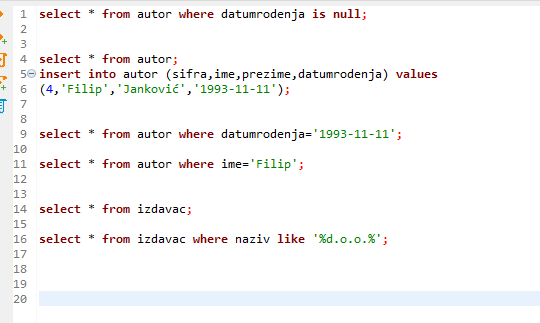 1 select * from autor where datumrodenja is null;
2
3
4 select * from autor;
5 insert into autor (sifra,ime,prezime,datumrodenja) values
6 (4,'Filip','Janković','1993-11-11');
7
8
9 select * from autor where datumrodenja='1993-11-11';
10
11 select * from autor where ime='Filip';
12
13
14 select * from izdavac;
15
16 select * from izdavac where naziv like '%d.o.o.%';
17
18
19
20